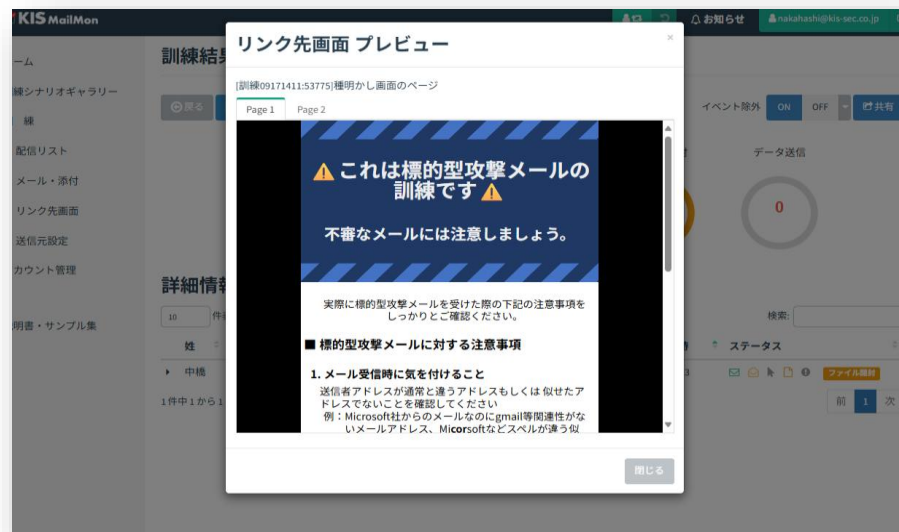 KIS MailMon
お知らせ
nakahashi@kis-sec.co.jp
ーム
練シナリオギャラリー
練
配信リスト
メール・添付
リンク先画面
送信元設定
カウント管理
明書・サンプル集
訓練結果
戻る
イベント除外 ON OFF 共有
データ送信
0
詳細情報
10 件
検索:
姓
ステータス
中橋
3
ファイル開封
1件中1から1
前 1 次
リンク先画面 プレビュー
×
[訓練09171411:53775]種明かし画面のページ
Page 1 Page 2
これは標的型攻撃メールの
訓練です
不審なメールには注意しましょう。
実際に標的型攻撃メールを受けた際の下記の注意事項を
しっかりとご確認ください。
■ 標的型攻撃メールに対する注意事項
1. メール受信時に気を付けること
送信者アドレスが通常と違うアドレスもしくは 似せたア
ドレスでないことを確認してください
例：Microsoft社からのメールなのにgmail等関連性がな
いメールアドレス、Micorsoftなどスペルが違う似
閉じる